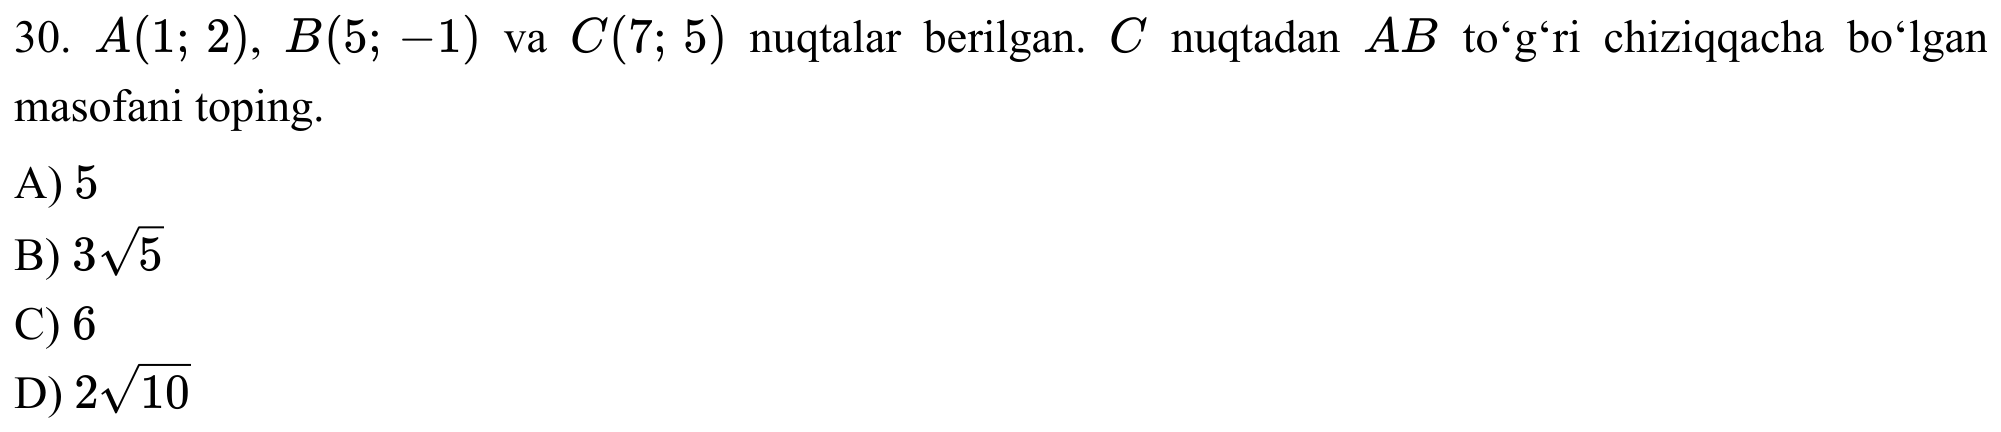 30. A(1; 2), B(5; −1) va C(7; 5) nuqtalar berilgan. C nuqtadan AB to‘g‘ri chiziqqacha bo‘lgan
masofani toping.
A) 5
B) 3√5
C) 6
D) 2√10